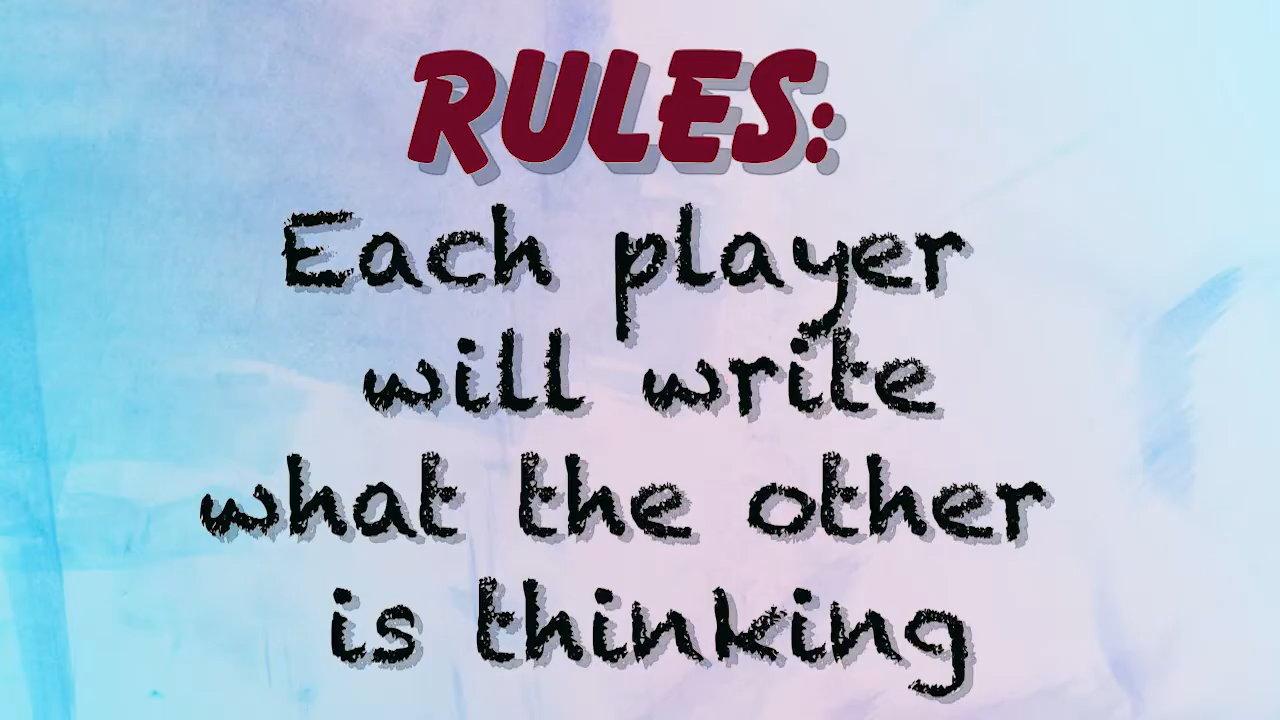 RULES:
Each player
will write
what the other
is thinking